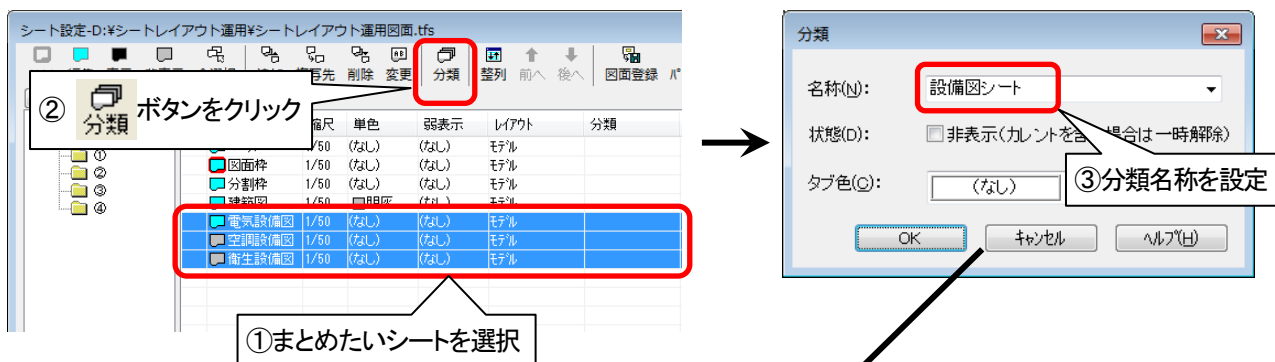 シート設定-D:¥シートレイアウト運用¥シートレイアウト運用図面.tfs
削除 変更 分類 整列 前へ 後へ 図面登録
② 分類 ボタンをクリック
縮尺 単色 弱表示 レイアウト 分類
① 1/50 (なし) (なし) モデル
② 図面枠 1/50 (なし) (なし) モデル
③ 分割枠 1/50 (なし) (なし) モデル
④ 建築図 1/50 明灰 (なし) モデル
電気設備図 1/50 (なし) (なし) モデル
空調設備図 1/50 (なし) (なし) モデル
衛生設備図 1/50 (なし) (なし) モデル
①まとめたいシートを選択
分類
名称(N): 設備図シート
状態(D): 非表示(カレントを含 場合は一時解除)
タブ色(C): (なし)
③分類名称を設定
OK キャンセル ヘルプ(H)